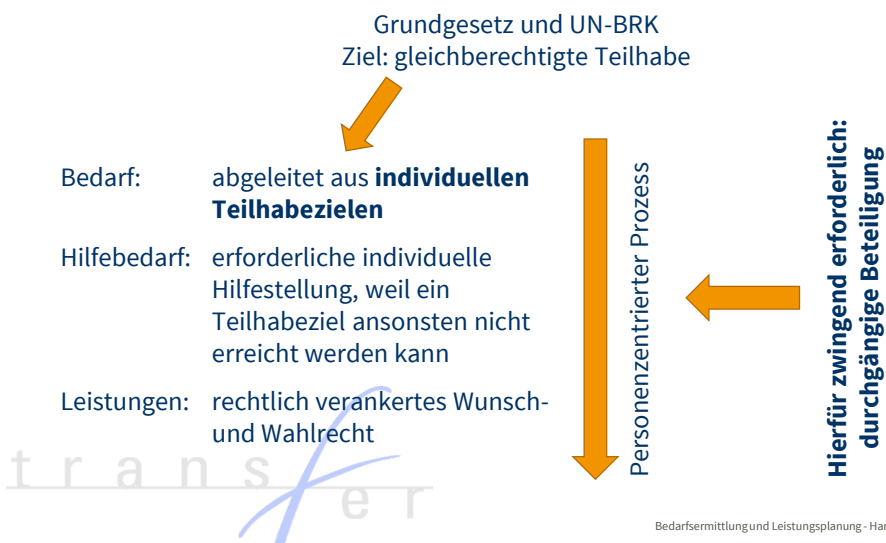 Grundgesetz und UN-BRK
Ziel: gleichberechtigte Teilhabe
Bedarf: abgeleitet aus individuellen
Teilhabezielen
Hilfebedarf: erforderliche individuelle
Hilfestellung, weil ein
Teilhabeziel ansonsten nicht
erreicht werden kann
Leistungen: rechtlich verankertes Wunsch-
und Wahlrecht
Personenzentrierter Prozess
Hierfür zwingend erforderlich:
durchgängige Beteiligung
transfer
Bedarfsermittlung und Leistungsplanung - Han